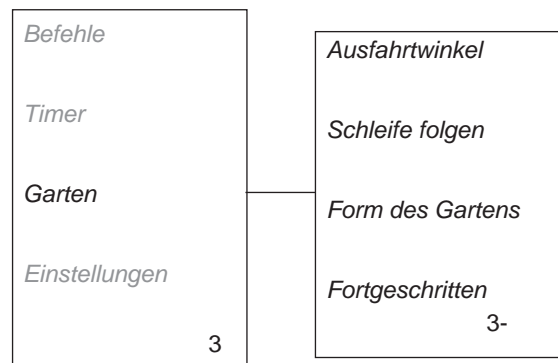 Befehle
Timer
Garten
Einstellungen
3
Ausfahrtwinkel
Schleife folgen
Form des Gartens
Fortgeschritten
3-